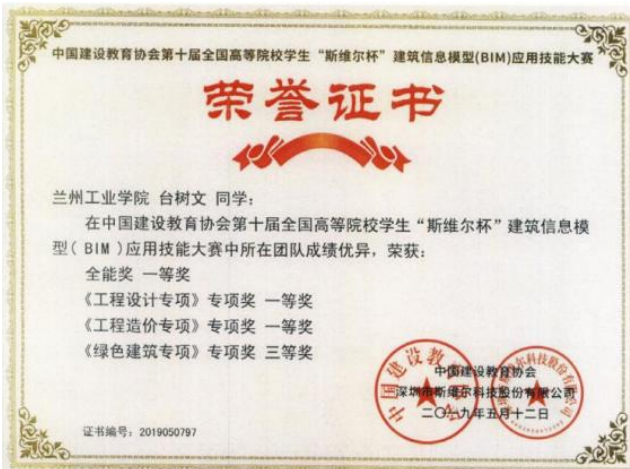 中国建设教育协会第十届全国高等院校学生“斯维尔杯”建筑信息模型(BIM)应用技能大赛
荣誉证书
兰州工业学院 台树文 同学：
在中国建设教育协会第十届全国高等院校学生“斯维尔杯”建筑信息模
型（BIM）应用技能大赛中所在团队成绩优异，荣获：
全能奖 一等奖
《工程设计专项》专项奖 一等奖
《工程造价专项》专项奖 一等奖
《绿色建筑专项》专项奖 三等奖
中国建设教育协会
深圳市斯维尔科技股份有限公司
二〇一九年五月十二日
证书编号：2019050797